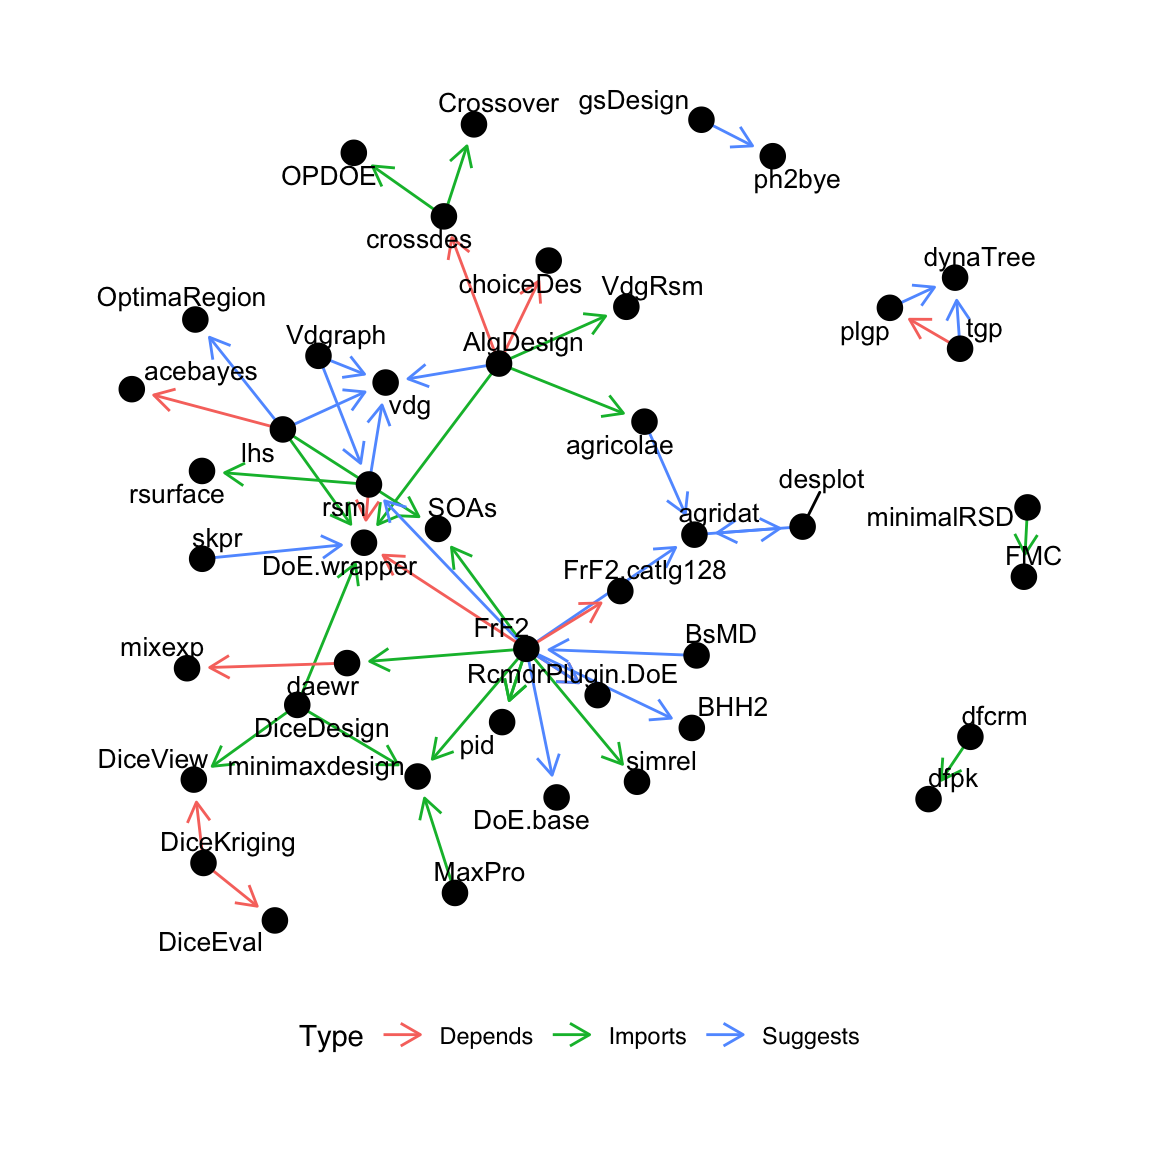 Crossover
gsDesign
OPDOE
ph2bye
crossdes
dynaTree
choiceDes
VdgRsm
OptimaRegion
plgp
tgp
Vdgraph
AlgDesign
acebayes
vdg
agricolae
lhs
rsurface
desplot
rsm
SOAs
agridat
minimalRSD
skpr
DoE.wrapper
FrF2.catlg128
FMC
FrF2
BsMD
mixexp
RcmdrPlugin.DoE
daewr
BHH2
DiceDesign
dfcrm
pid
DiceView
minimaxdesign
simrel
dfpk
DoE.base
DiceKriging
MaxPro
DiceEval
Type Depends Imports Suggests